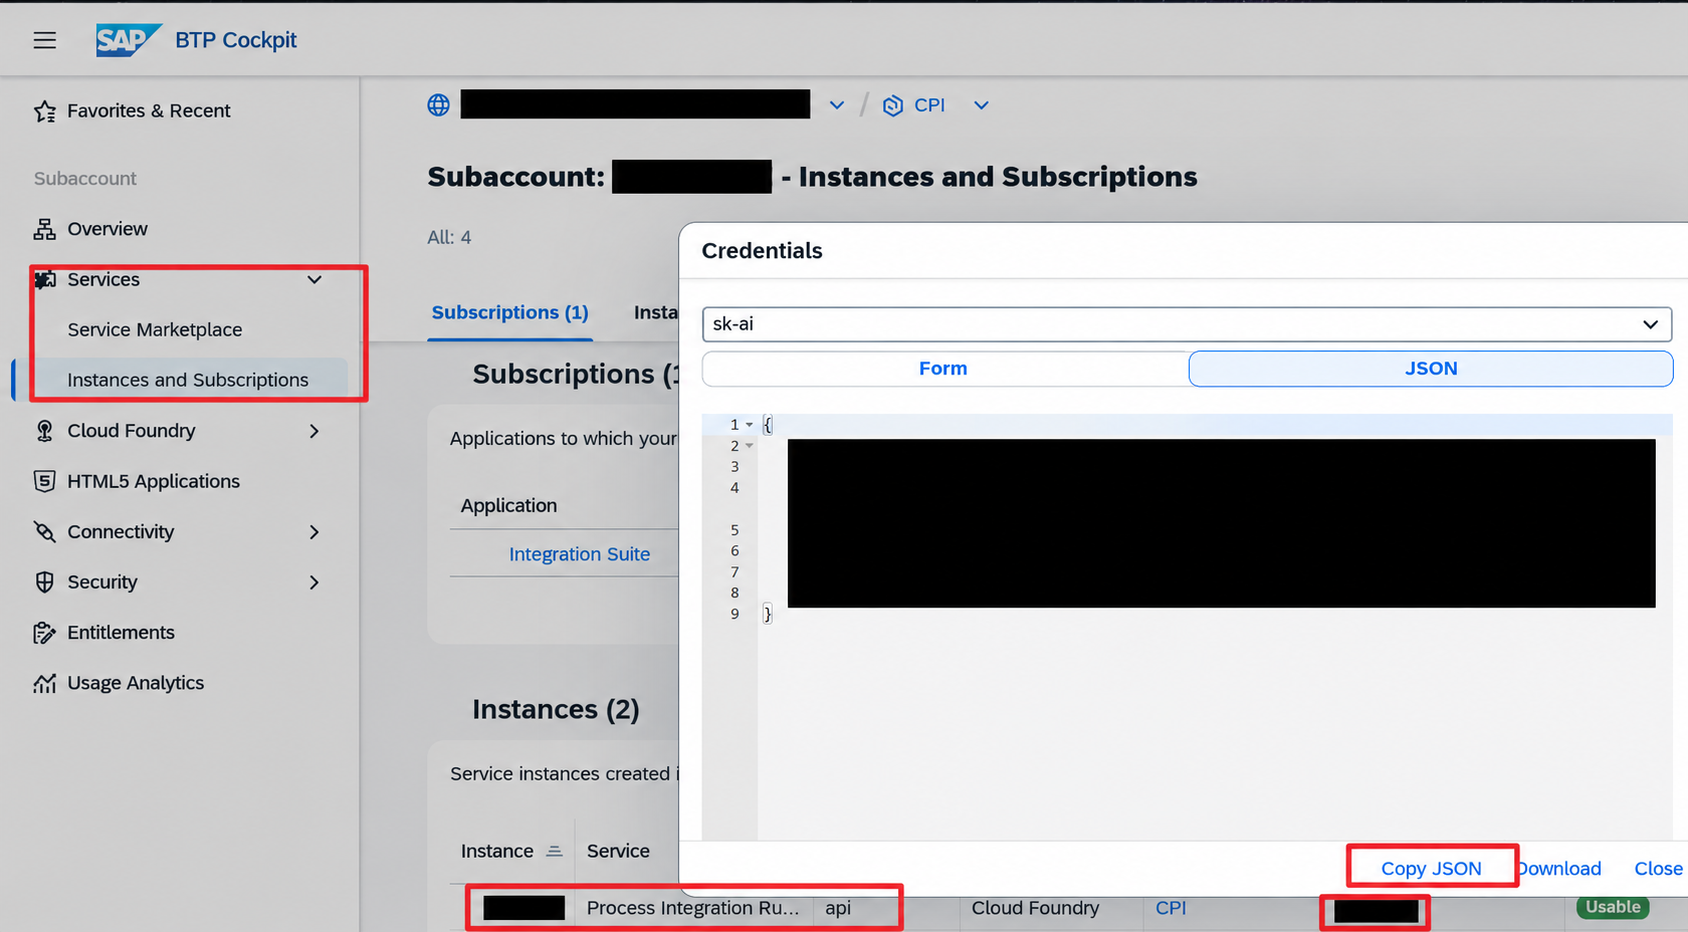 SAP BTP Cockpit
Favorites & Recent
Subaccount
Overview
Services
Service Marketplace
Instances and Subscriptions
Cloud Foundry
HTML5 Applications
Connectivity
Security
Entitlements
Usage Analytics
/ CPI
Subaccount: - Instances and Subscriptions
All: 4
Subscriptions (1) Insta
Subscriptions (1
Applications to which your
Application
Integration Suite
Instances (2)
Service instances created i
Instance Service
Process Integration Ru... api Cloud Foundry CPI Usable
Credentials
sk-ai
Form JSON
1 {
2
3
4
5
6
7
8
9 }
Copy JSON Download Close